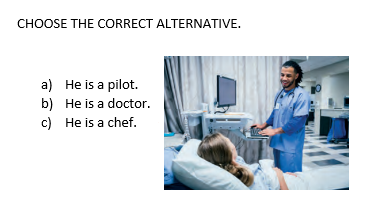 CHOOSE THE CORRECT ALTERNATIVE.
a) He is a pilot.
b) He is a doctor.
c) He is a chef.